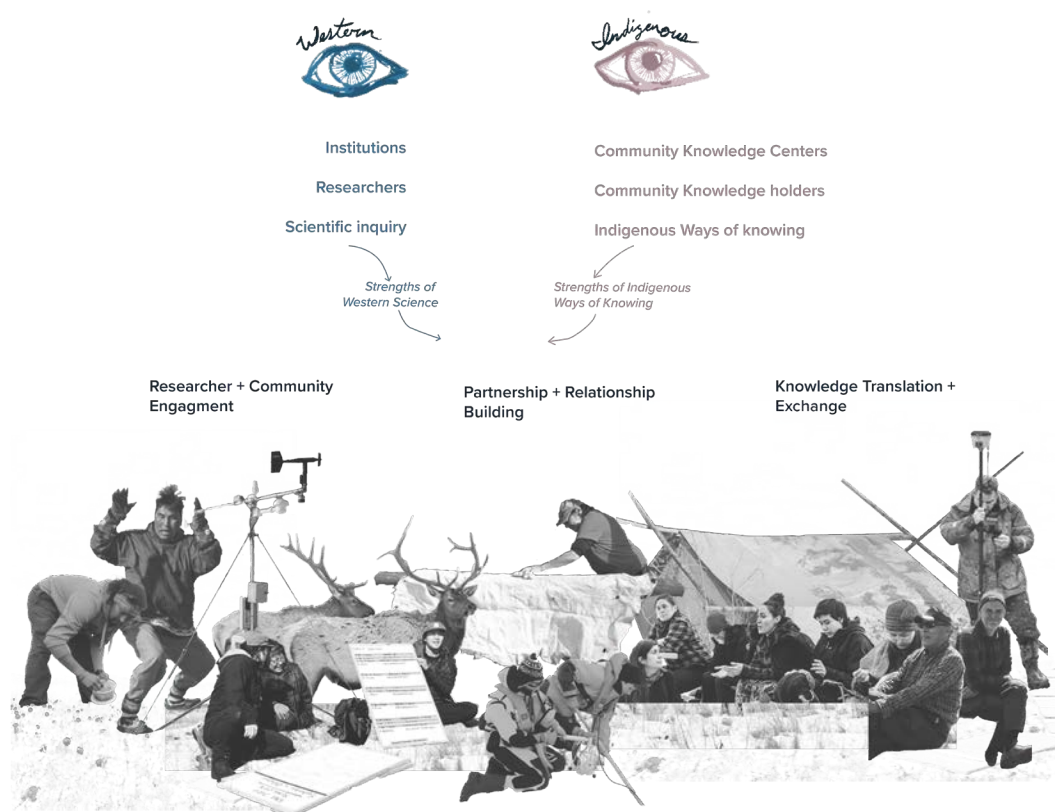 Western
Indigenous
Institutions
Researchers
Scientific inquiry
Community Knowledge Centers
Community Knowledge holders
Indigenous Ways of knowing
Strengths of
Western Science
Strengths of Indigenous
Ways of Knowing
Researcher + Community
Engagment
Partnership + Relationship
Building
Knowledge Translation +
Exchange